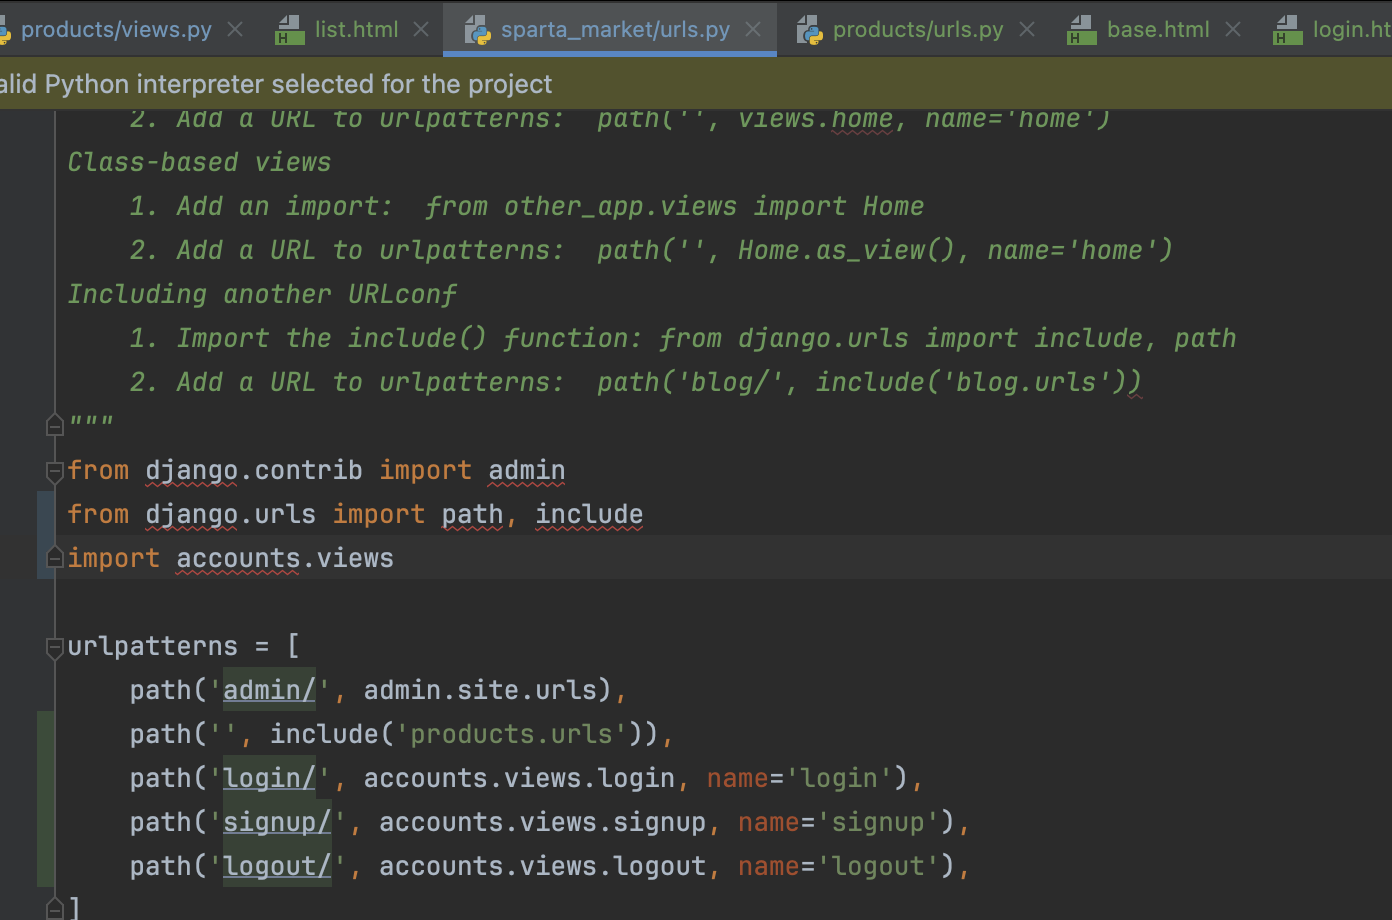 products/views.py list.html sparta_market/urls.py products/urls.py base.html login.ht
alid Python interpreter selected for the project
2. Add a URL to urlpatterns:  path('', views.home, name='home')
Class-based views
1. Add an import:  from other_app.views import Home
2. Add a URL to urlpatterns:  path('', Home.as_view(), name='home')
Including another URLconf
1. Import the include() function: from django.urls import include, path
2. Add a URL to urlpatterns:  path('blog/', include('blog.urls'))
"""
from django.contrib import admin
from django.urls import path, include
import accounts.views
urlpatterns = [
path('admin/', admin.site.urls),
path('', include('products.urls')),
path('login/', accounts.views.login, name='login'),
path('signup/', accounts.views.signup, name='signup'),
path('logout/', accounts.views.logout, name='logout'),
]